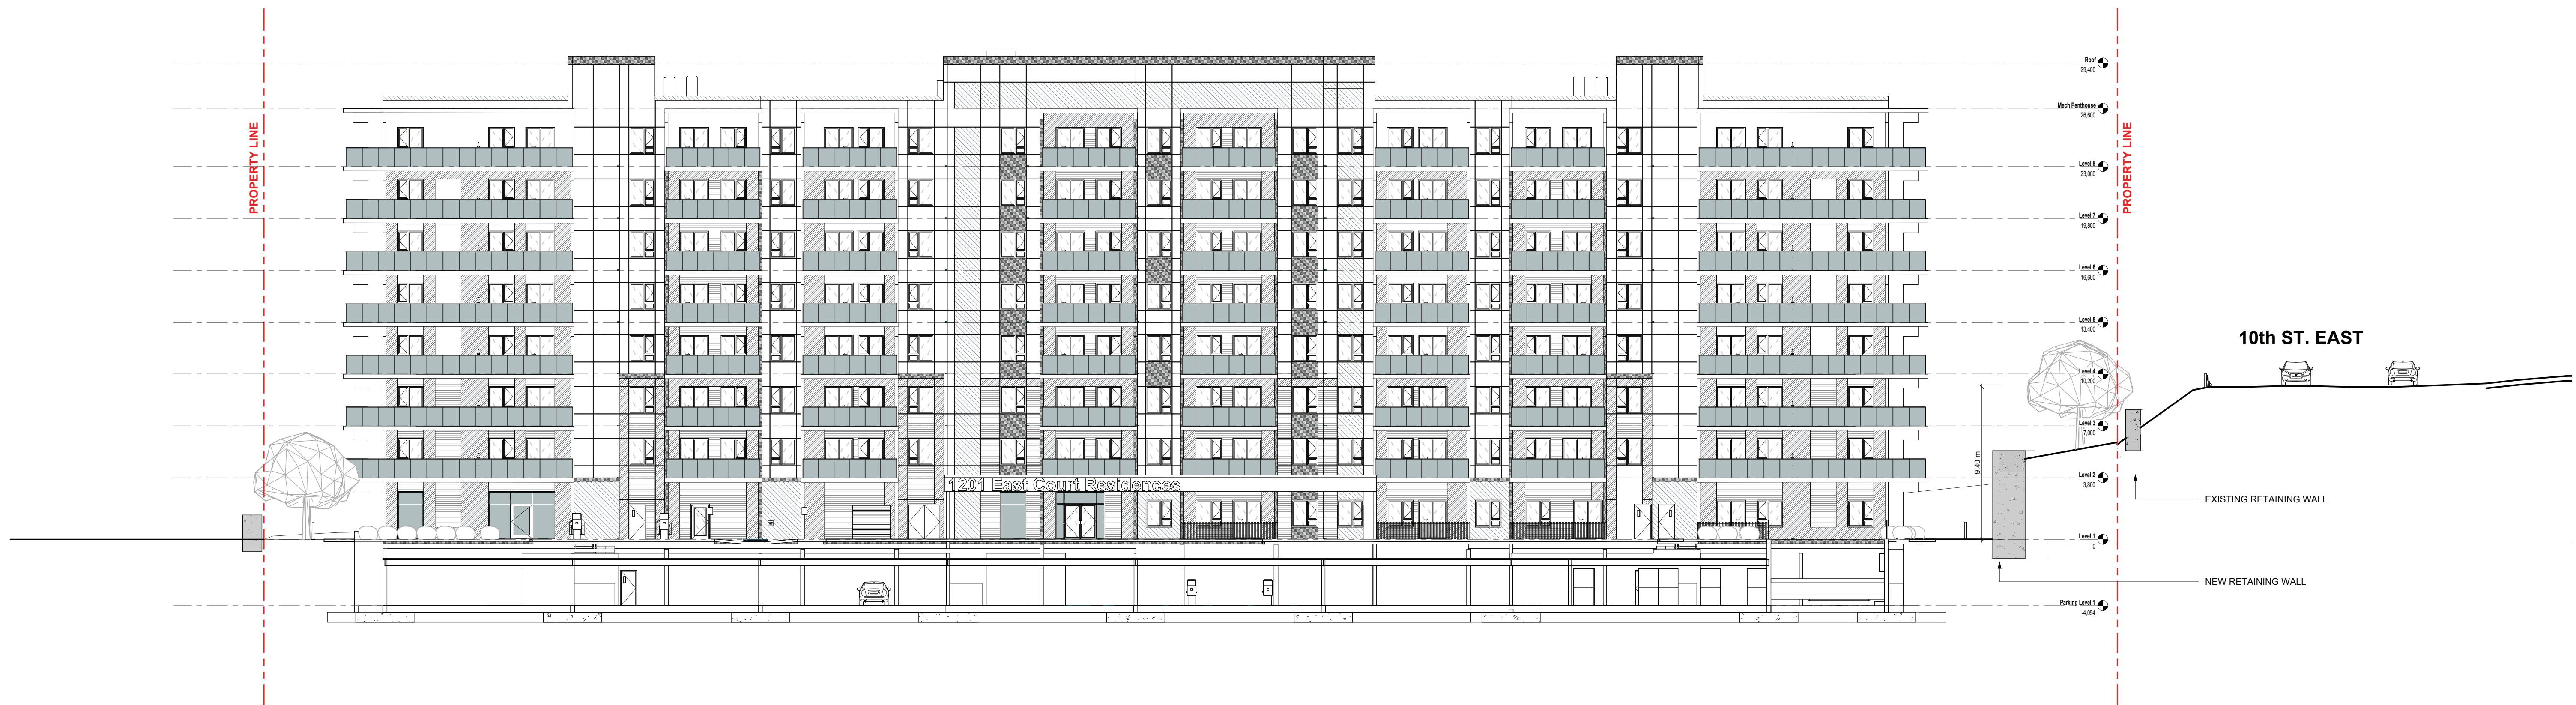 PROPERTY LINE
Roof
29,400
Mech Penthouse
26,600
Level 8
23,000
PROPERTY LINE
Level 7
19,800
Level 6
16,600
Level 5
13,400
10th ST. EAST
Level 4
10,200
Level 3
7,000
9.40 m
Level 2
3,800
1201 East Court Residences
EXISTING RETAINING WALL
Level 1
0
NEW RETAINING WALL
Parking Level 1
-4,094